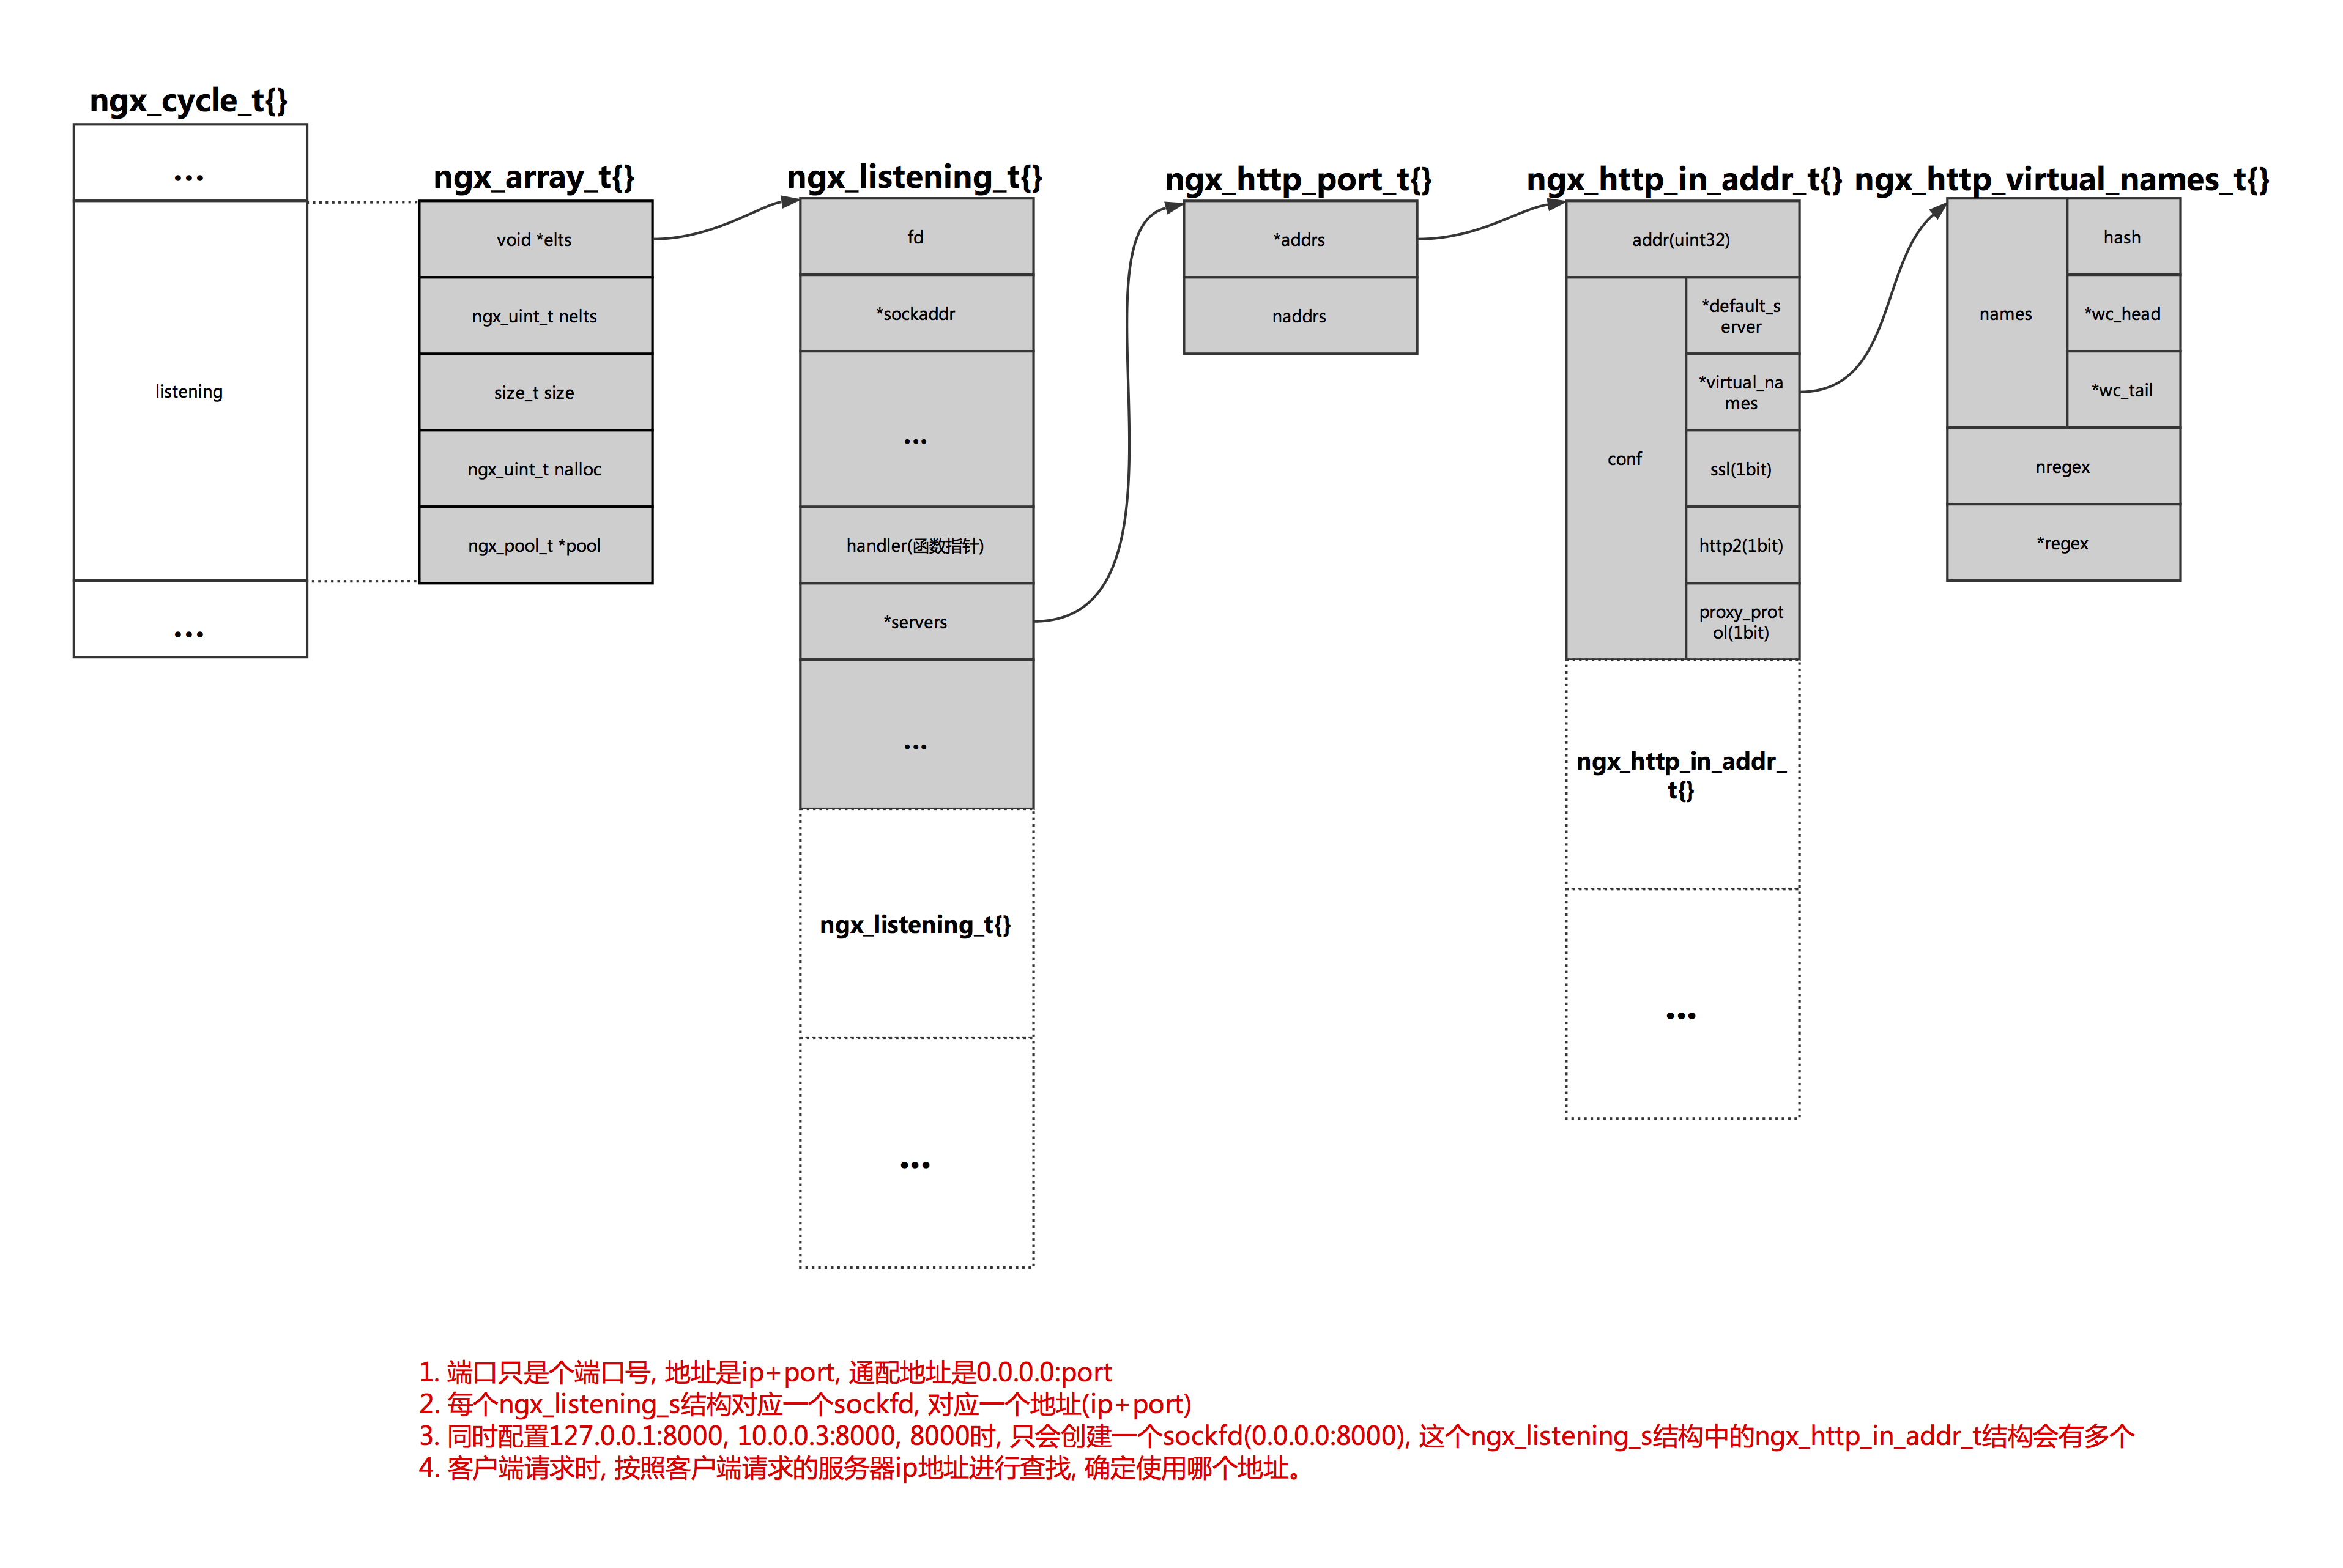 ngx_cycle_t{}
...
listening
...
ngx_array_t{}
void *elts
ngx_uint_t nelts
size_t size
ngx_uint_t nalloc
ngx_pool_t *pool
ngx_listening_t{}
fd
*sockaddr
...
handler(函数指针)
*servers
...
ngx_listening_t{}
...
ngx_http_port_t{}
*addrs
naddrs
ngx_http_in_addr_t{}
addr(uint32)
conf
*default_s
erver
*virtual_na
mes
ssl(1bit)
http2(1bit)
proxy_prot
ol(1bit)
ngx_http_in_addr_
t{}
...
ngx_http_virtual_names_t{}
names
hash
*wc_head
*wc_tail
nregex
*regex
1. 端口只是个端口号, 地址是ip+port, 通配地址是0.0.0.0:port
2. 每个ngx_listening_s结构对应一个sockfd, 对应一个地址(ip+port)
3. 同时配置127.0.0.1:8000, 10.0.0.3:8000, 8000时, 只会创建一个sockfd(0.0.0.0:8000), 这个ngx_listening_s结构中的ngx_http_in_addr_t结构会有多个
4. 客户端请求时, 按照客户端请求的服务器ip地址进行查找, 确定使用哪个地址。